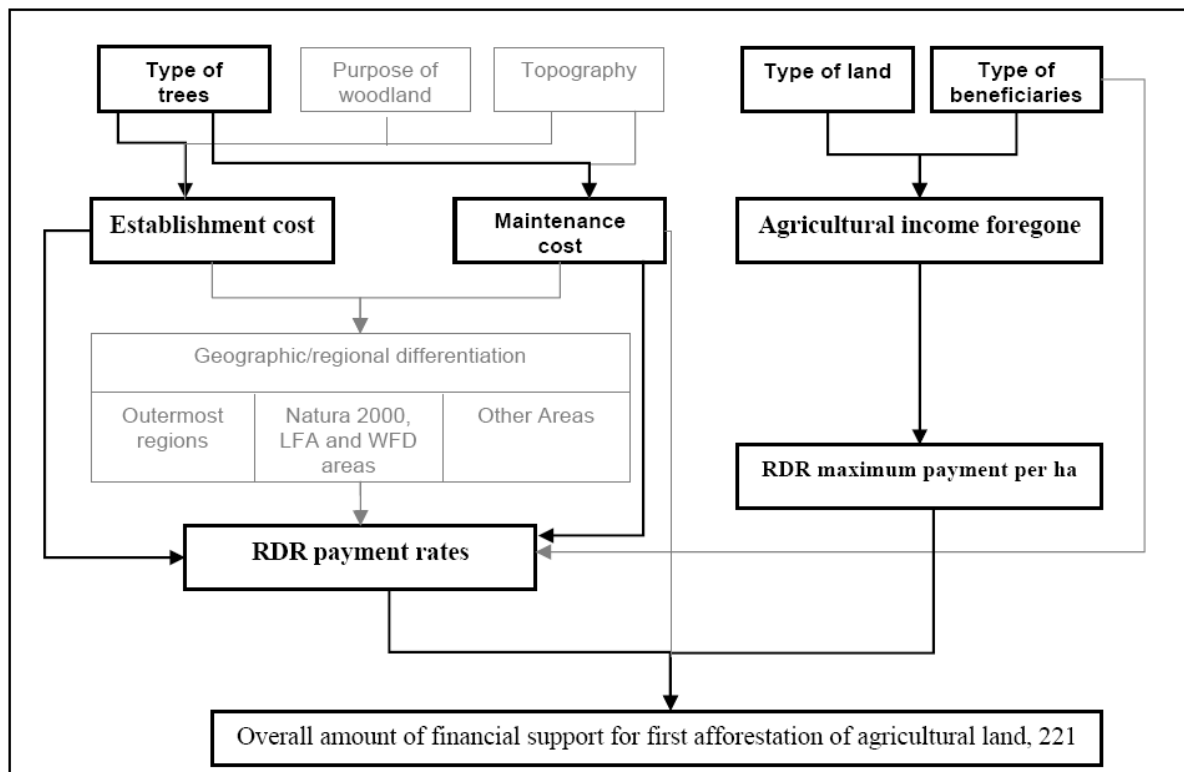 Type of
trees
Purpose of
woodland
Topography
Type of land
Type of
beneficiaries
Establishment cost
Maintenance
cost
Agricultural income foregone
Geographic/regional differentiation
Outermost
regions
Natura 2000,
LFA and WFD
areas
Other Areas
RDR maximum payment per ha
RDR payment rates
Overall amount of financial support for first afforestation of agricultural land, 221